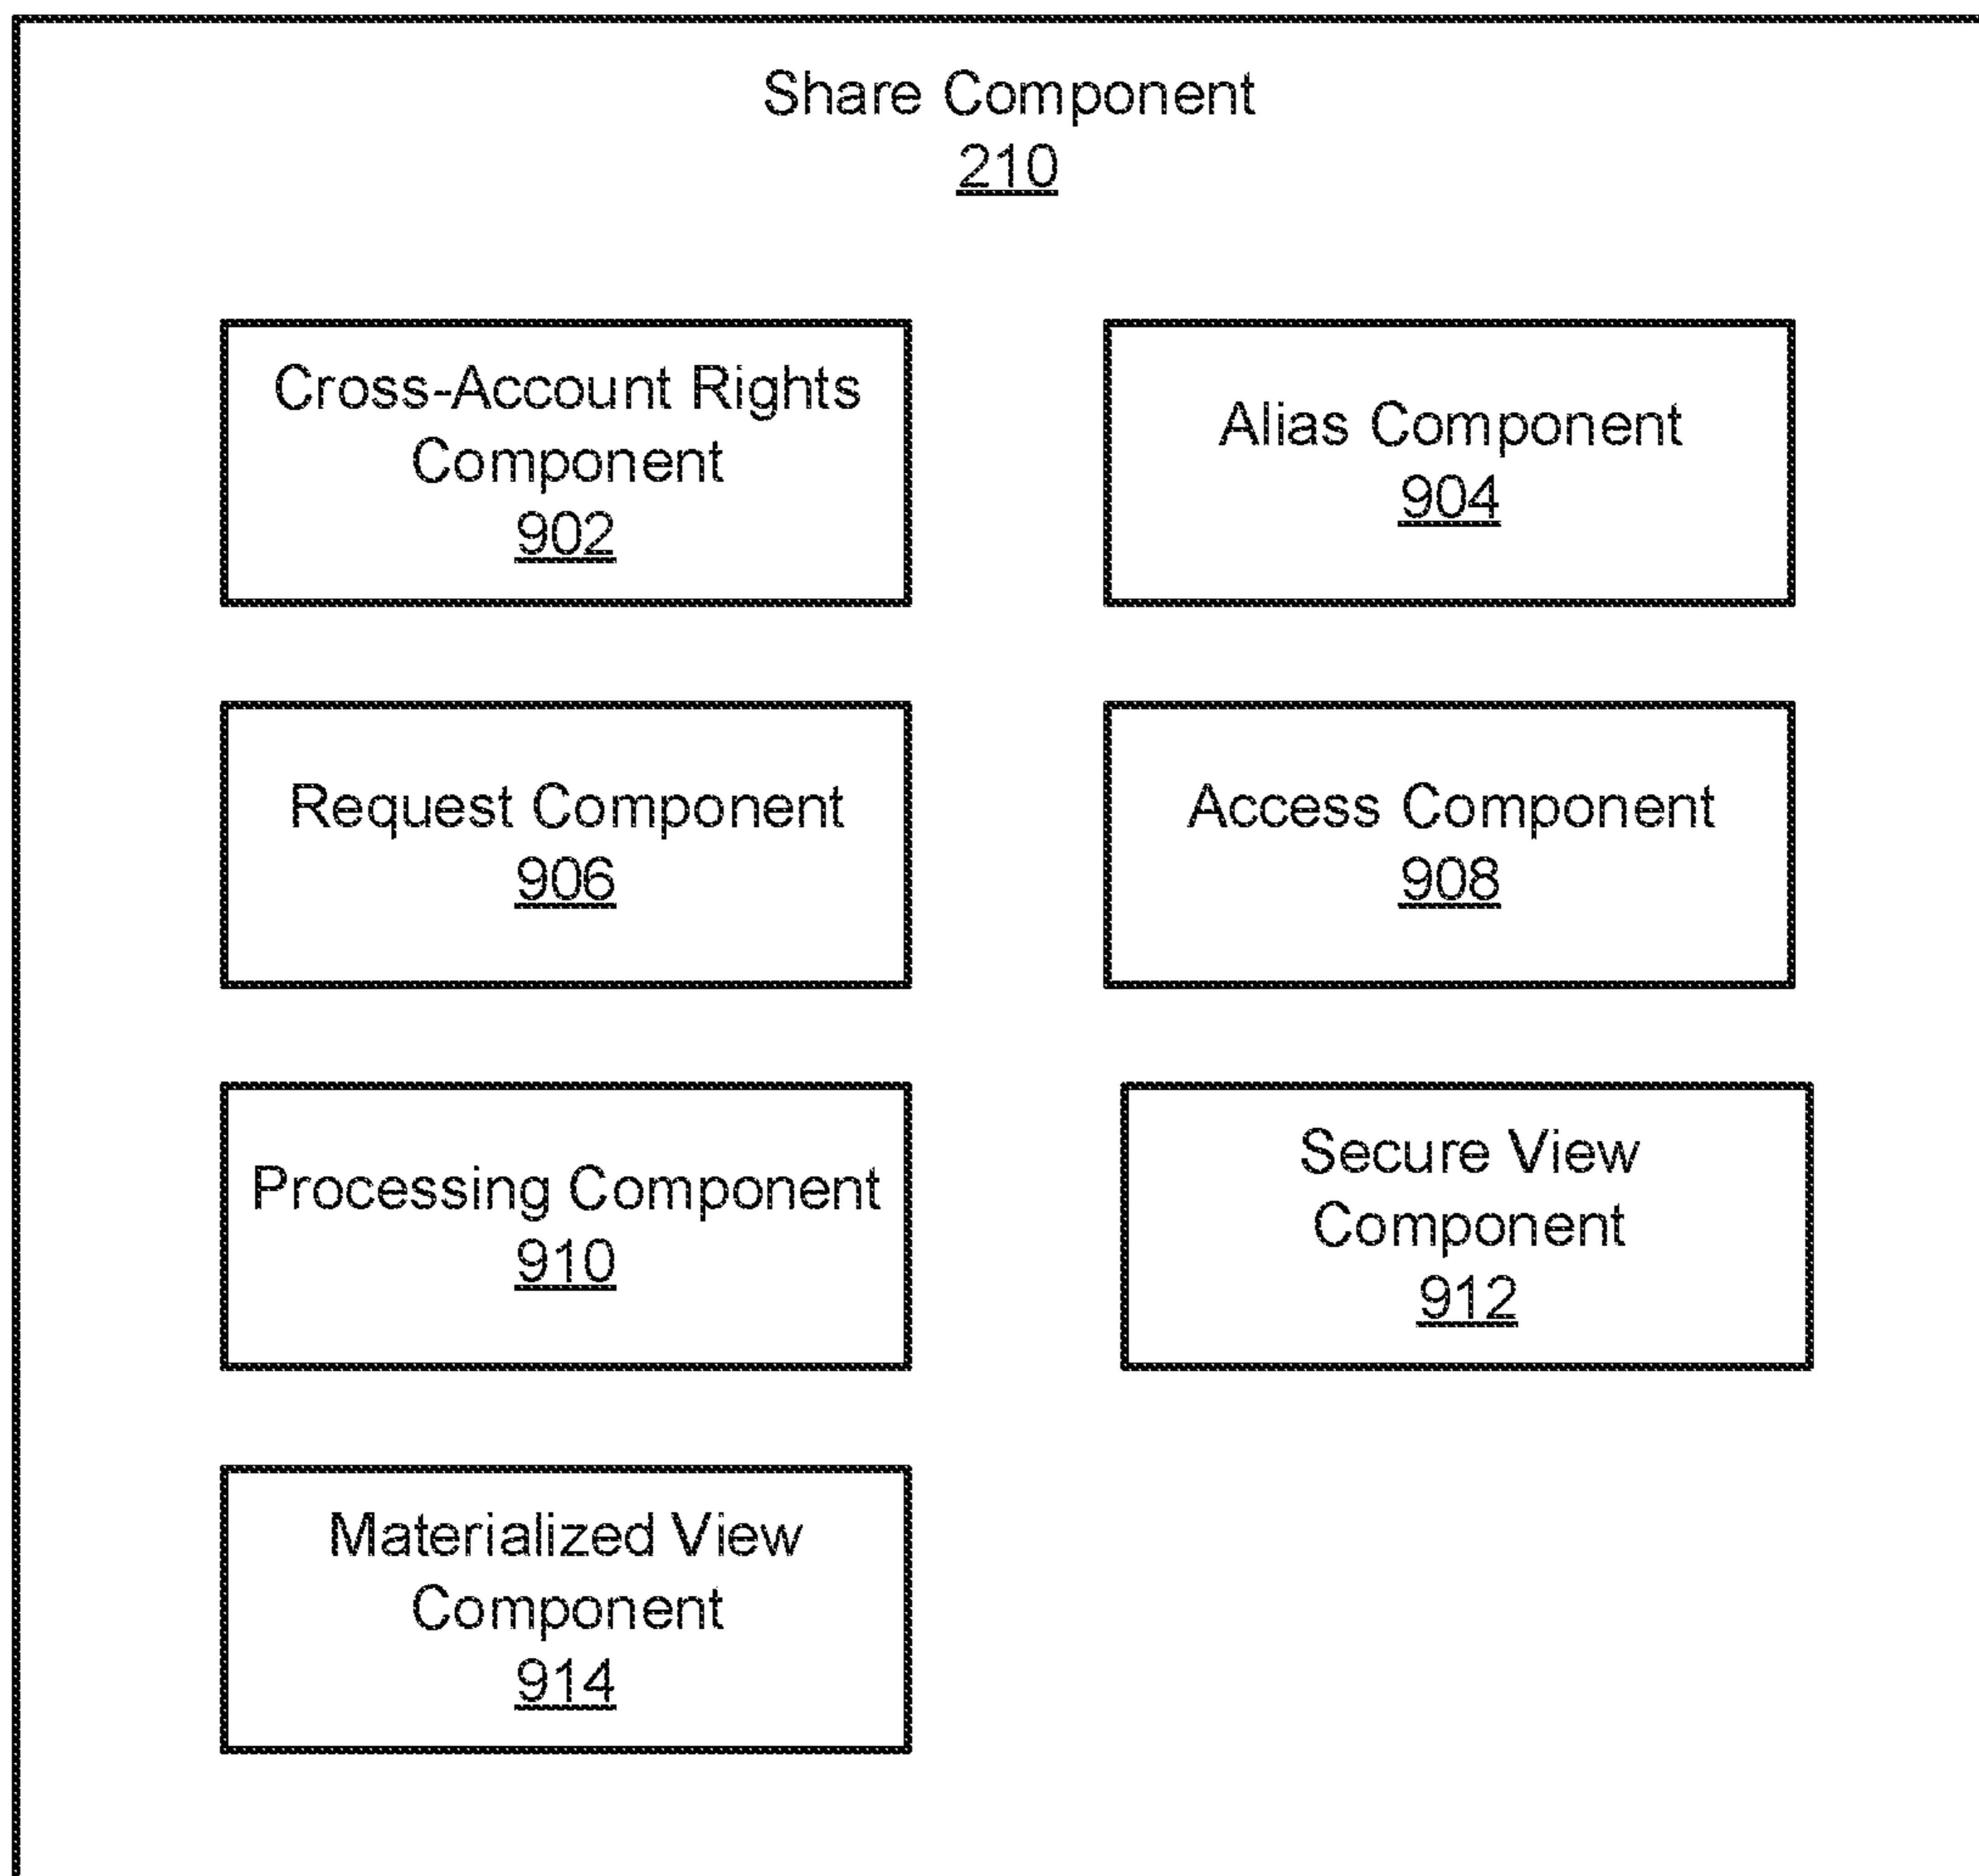 Share Component
210
Cross-Account Rights
Component
902
Alias Component
904
Request Component
906
Access Component
908
Processing Component
910
Secure View
Component
912
Materialized View
Component
914